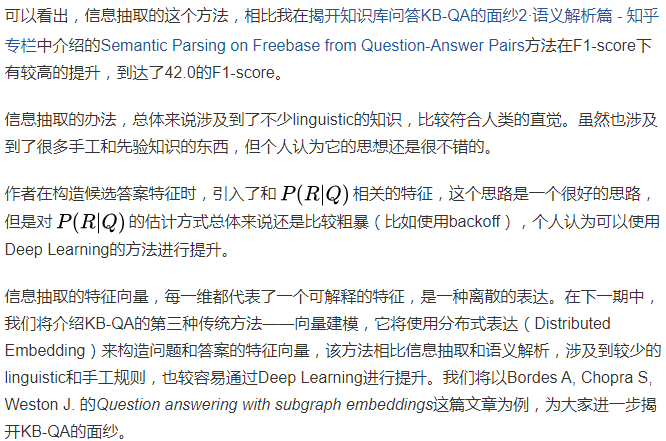 可以看出，信息抽取的这个方法，相比我在揭开知识库问答KB-QA的面纱2·语义解析篇 - 知乎
专栏中介绍的Semantic Parsing on Freebase from Question-Answer Pairs方法在F1-score下
有较高的提升，到达了42.0的F1-score。
信息抽取的办法，总体来说涉及到了不少linguistic的知识，比较符合人类的直觉。虽然也涉及
到了很多手工和先验知识的东西，但个人认为它的思想还是很不错的。
作者在构造候选答案特征时，引入了和 P(R|Q) 相关的特征，这个思路是一个很好的思路，
但是对 P(R|Q) 的估计方式总体来说还是比较粗暴（比如使用backoff），个人认为可以使用
Deep Learning的方法进行提升。
信息抽取的特征向量，每一维都代表了一个可解释的特征，是一种离散的表达。在下一期中，
我们将介绍KB-QA的第三种传统方法——向量建模，它将使用分布式表达（Distributed
Embedding）来构造问题和答案的特征向量，该方法相比信息抽取和语义解析，涉及到较少的
linguistic和手工规则，也较容易通过Deep Learning进行提升。我们将以Bordes A, Chopra S,
Weston J. 的Question answering with subgraph embeddings这篇文章为例，为大家进一步揭
开KB-QA的面纱。